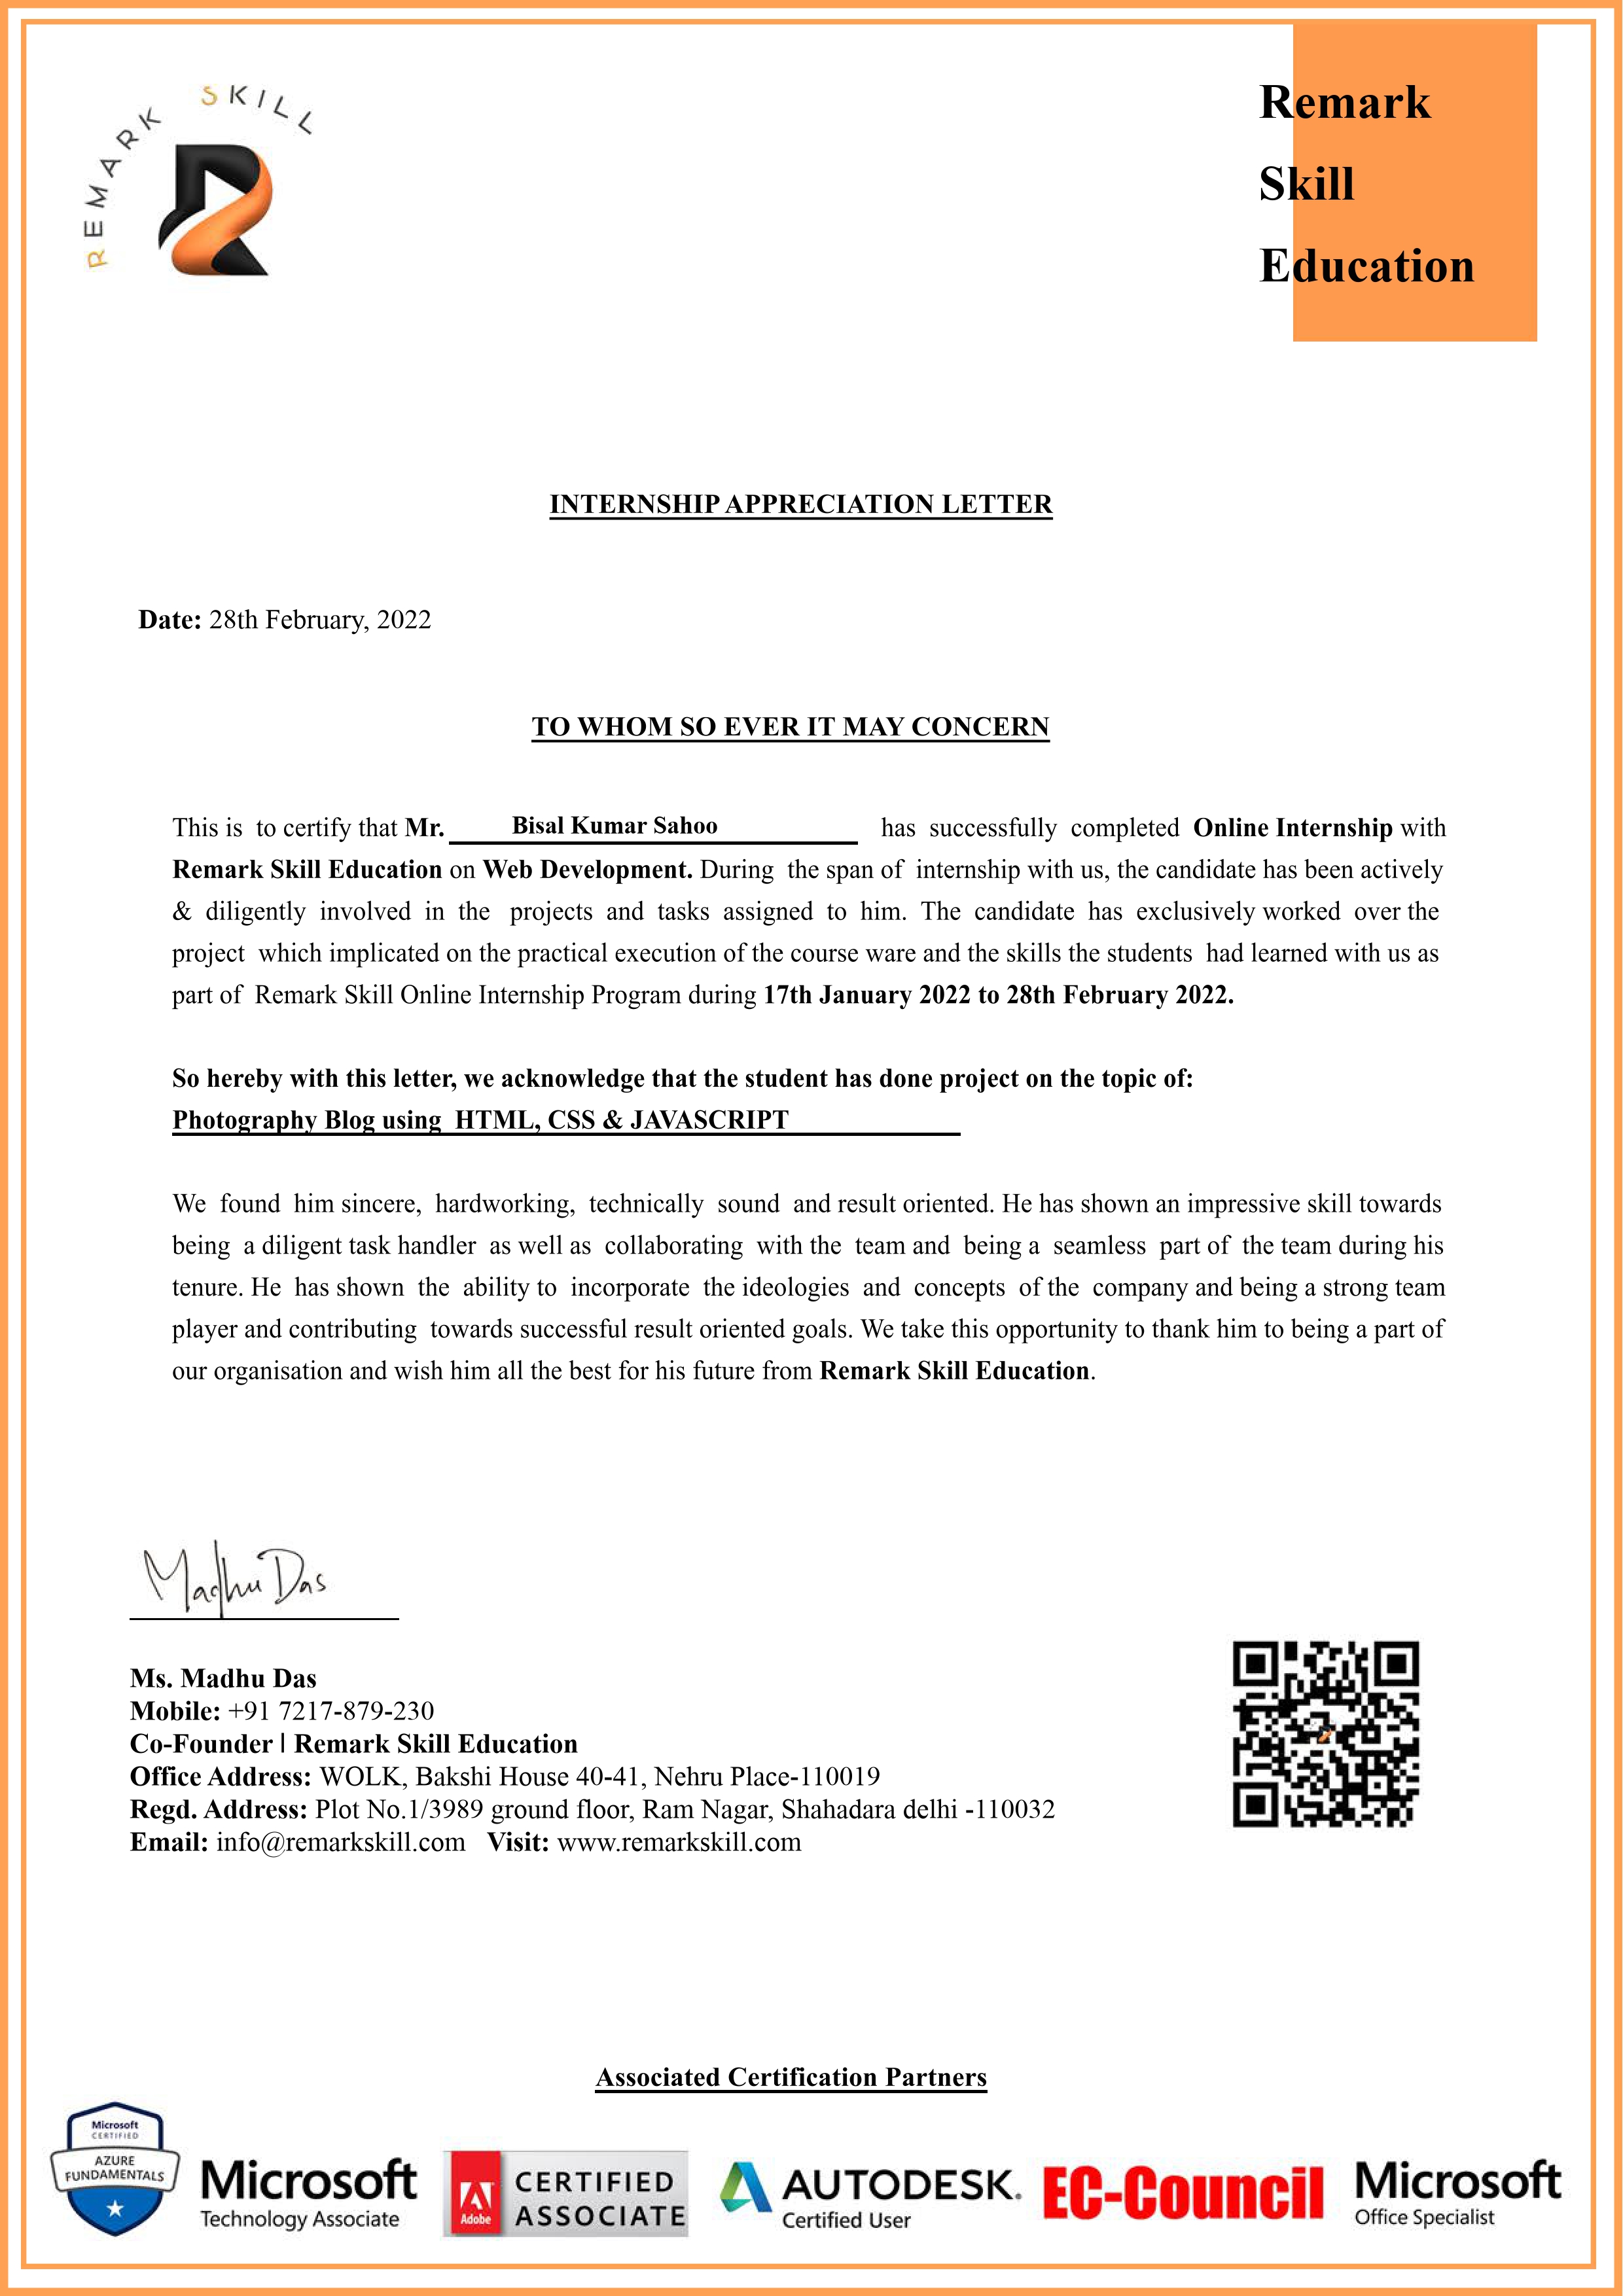 REMARK SKILL
Remark
Skill
Education
INTERNSHIP APPRECIATION LETTER
Date: 28th February, 2022
TO WHOM SO EVER IT MAY CONCERN
This is to certify that Mr. Bisal Kumar Sahoo has successfully completed Online Internship with
Remark Skill Education on Web Development. During the span of internship with us, the candidate has been actively
& diligently involved in the projects and tasks assigned to him. The candidate has exclusively worked over the
project which implicated on the practical execution of the course ware and the skills the students had learned with us as
part of Remark Skill Online Internship Program during 17th January 2022 to 28th February 2022.
So hereby with this letter, we acknowledge that the student has done project on the topic of:
Photography Blog using HTML, CSS & JAVASCRIPT
We found him sincere, hardworking, technically sound and result oriented. He has shown an impressive skill towards
being a diligent task handler as well as collaborating with the team and being a seamless part of the team during his
tenure. He has shown the ability to incorporate the ideologies and concepts of the company and being a strong team
player and contributing towards successful result oriented goals. We take this opportunity to thank him to being a part of
our organisation and wish him all the best for his future from Remark Skill Education.
Madhu Das
Ms. Madhu Das
Mobile: +91 7217-879-230
Co-Founder | Remark Skill Education
Office Address: WOLK, Bakshi House 40-41, Nehru Place-110019
Regd. Address: Plot No.1/3989 ground floor, Ram Nagar, Shahadara delhi -110032
Email: info@remarkskill.com Visit: www.remarkskill.com
Associated Certification Partners
Microsoft
CERTIFIED
AZURE
FUNDAMENTALS
Microsoft
Technology Associate
Adobe
CERTIFIED
ASSOCIATE
AUTODESK.
Certified User
EC-Council
Microsoft
Office Specialist